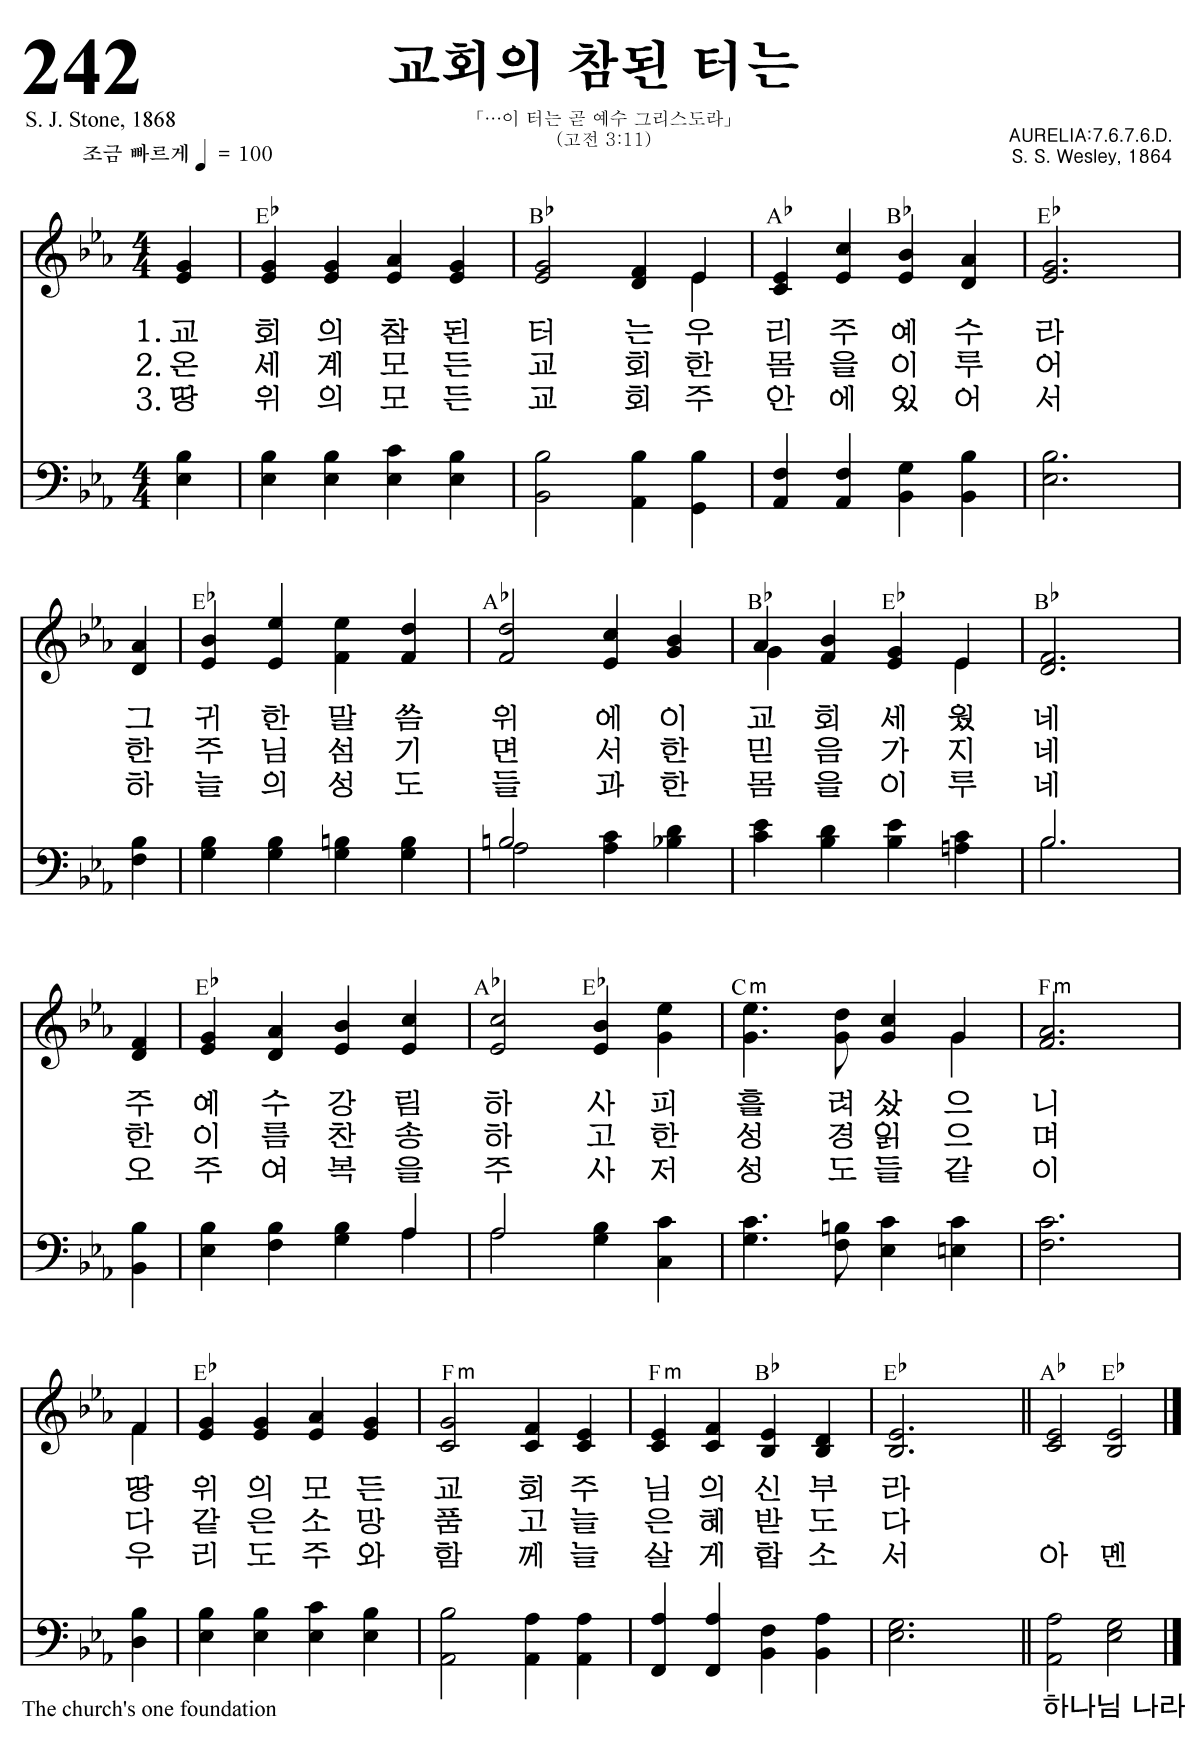 242
교회의 참된 터는
S. J. Stone, 1868
「…이 터는 곧 예수 그리스도라」
(고전 3:11)
조금 빠르게 ♩ = 100
AURELIA:7.6.7.6.D.
S. S. Wesley, 1864
E♭ B♭ A♭ B♭ E♭
1.교 회 의 참 된 터 는 우 리 주 예 수 라
2.온 세 계 모 든 교 회 한 몸 을 이 루 어
3.땅 위 의 모 든 교 회 주 안 에 있 어 서
E♭ A♭ B♭ E♭ B♭
그 귀 한 말 씀 위 에 이 교 회 세 웠 네
한 주 님 섬 기 면 서 한 믿 음 가 지 네
하 늘 의 성 도 들 과 한 몸 을 이 루 네
E♭ A♭ E♭ Cm Fm
주 예 수 강 림 하 사 피 흘 려 샀 으 니
한 이 름 찬 송 하 고 한 성 경 읽 으 며
오 주 여 복 을 주 사 저 성 도 들 같 이
E♭ Fm Fm B♭ E♭ A♭ E♭
땅 위 의 모 든 교 회 주 님 의 신 부 라
다 같 은 소 망 품 고 늘 은 혜 받 도 다
우 리 도 주 와 함 께 늘 살 게 합 소 서 아 멘
The church's one foundation
하나님 나라